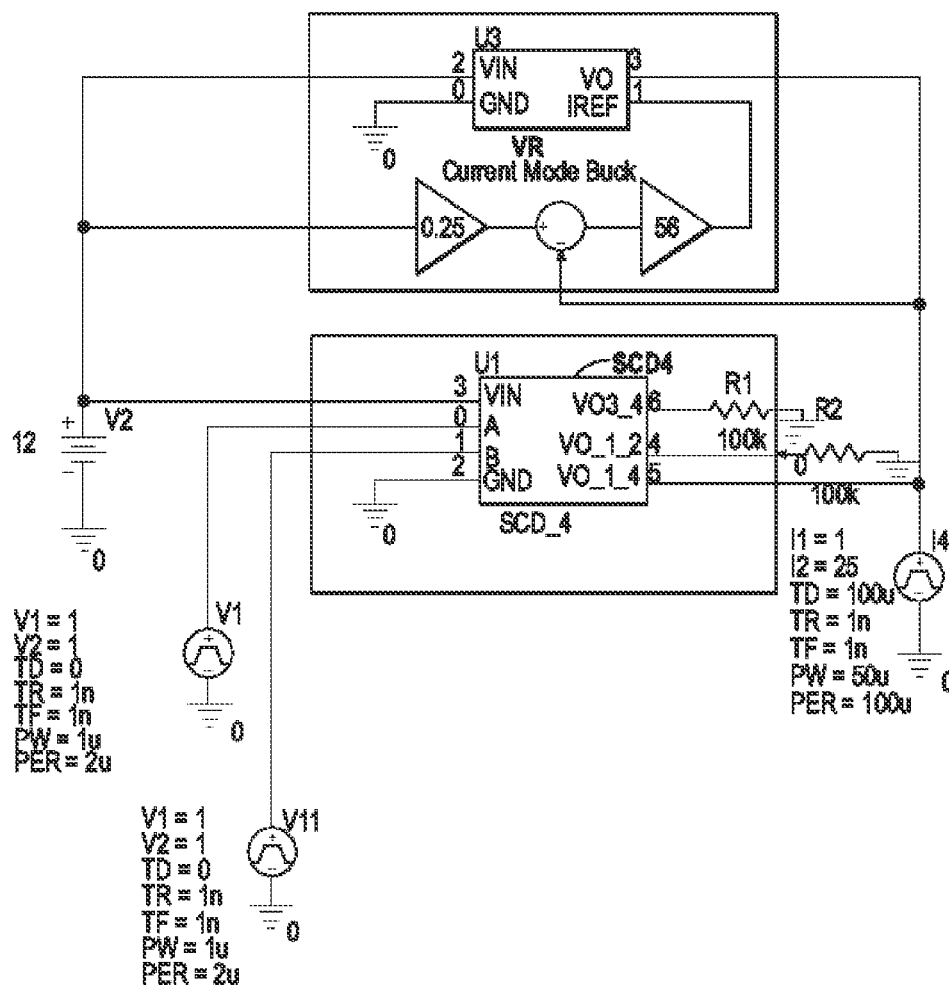 U3
2 VIN VO 3
0 GND IREF 1
0
VR
Current Mode Buck
0.25 + - 56
U1 SCD4
3 VIN VO3_4 6 R1 100k
0 A
1 B VO_1_2 4 0 R2 100k
2 GND VO_1_4 5
0
SCD_4
12 + - V2
0
V1
+ -
0
V1 = 1
V2 = 1
TD = 0
TR = 1n
TF = 1n
PW = 1u
PER = 2u
V11
+ -
0
V1 = 1
V2 = 1
TD = 0
TR = 1n
TF = 1n
PW = 1u
PER = 2u
I4
+ -
0
I1 = 1
I2 = 25
TD = 100u
TR = 1n
TF = 1n
PW = 50u
PER = 100u